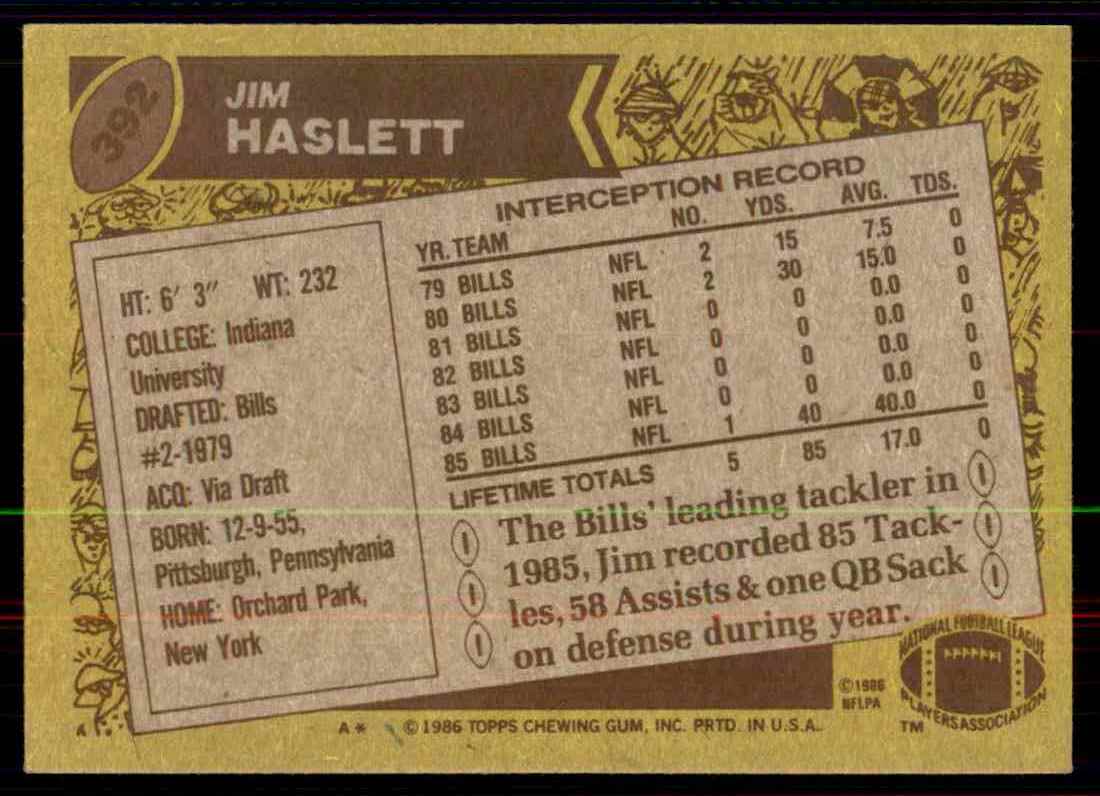 392
JIM
HASLETT
INTERCEPTION RECORD
YR. TEAM NO. YDS. AVG. TDS.
79 BILLS NFL 2 15 7.5 0
80 BILLS NFL 2 30 15.0 0
81 BILLS NFL 0 0 0.0 0
82 BILLS NFL 0 0 0.0 0
83 BILLS NFL 0 0 0.0 0
84 BILLS NFL 0 0 0.0 0
85 BILLS NFL 1 40 40.0 0
LIFETIME TOTALS 5 85 17.0 0
HT: 6' 3" WT: 232
COLLEGE: Indiana
University
DRAFTED: Bills
#2-1979
ACQ: Via Draft
BORN: 12-9-55,
Pittsburgh, Pennsylvania
HOME: Orchard Park,
New York
The Bills' leading tackler in
1985, Jim recorded 85 Tack-
les, 58 Assists & one QB Sack
on defense during year.
©1986
NFLPA
NATIONAL FOOTBALL LEAGUE
PLAYERS ASSOCIATION
TM
A* ©1986 TOPPS CHEWING GUM, INC. PRTD. IN U.S.A.